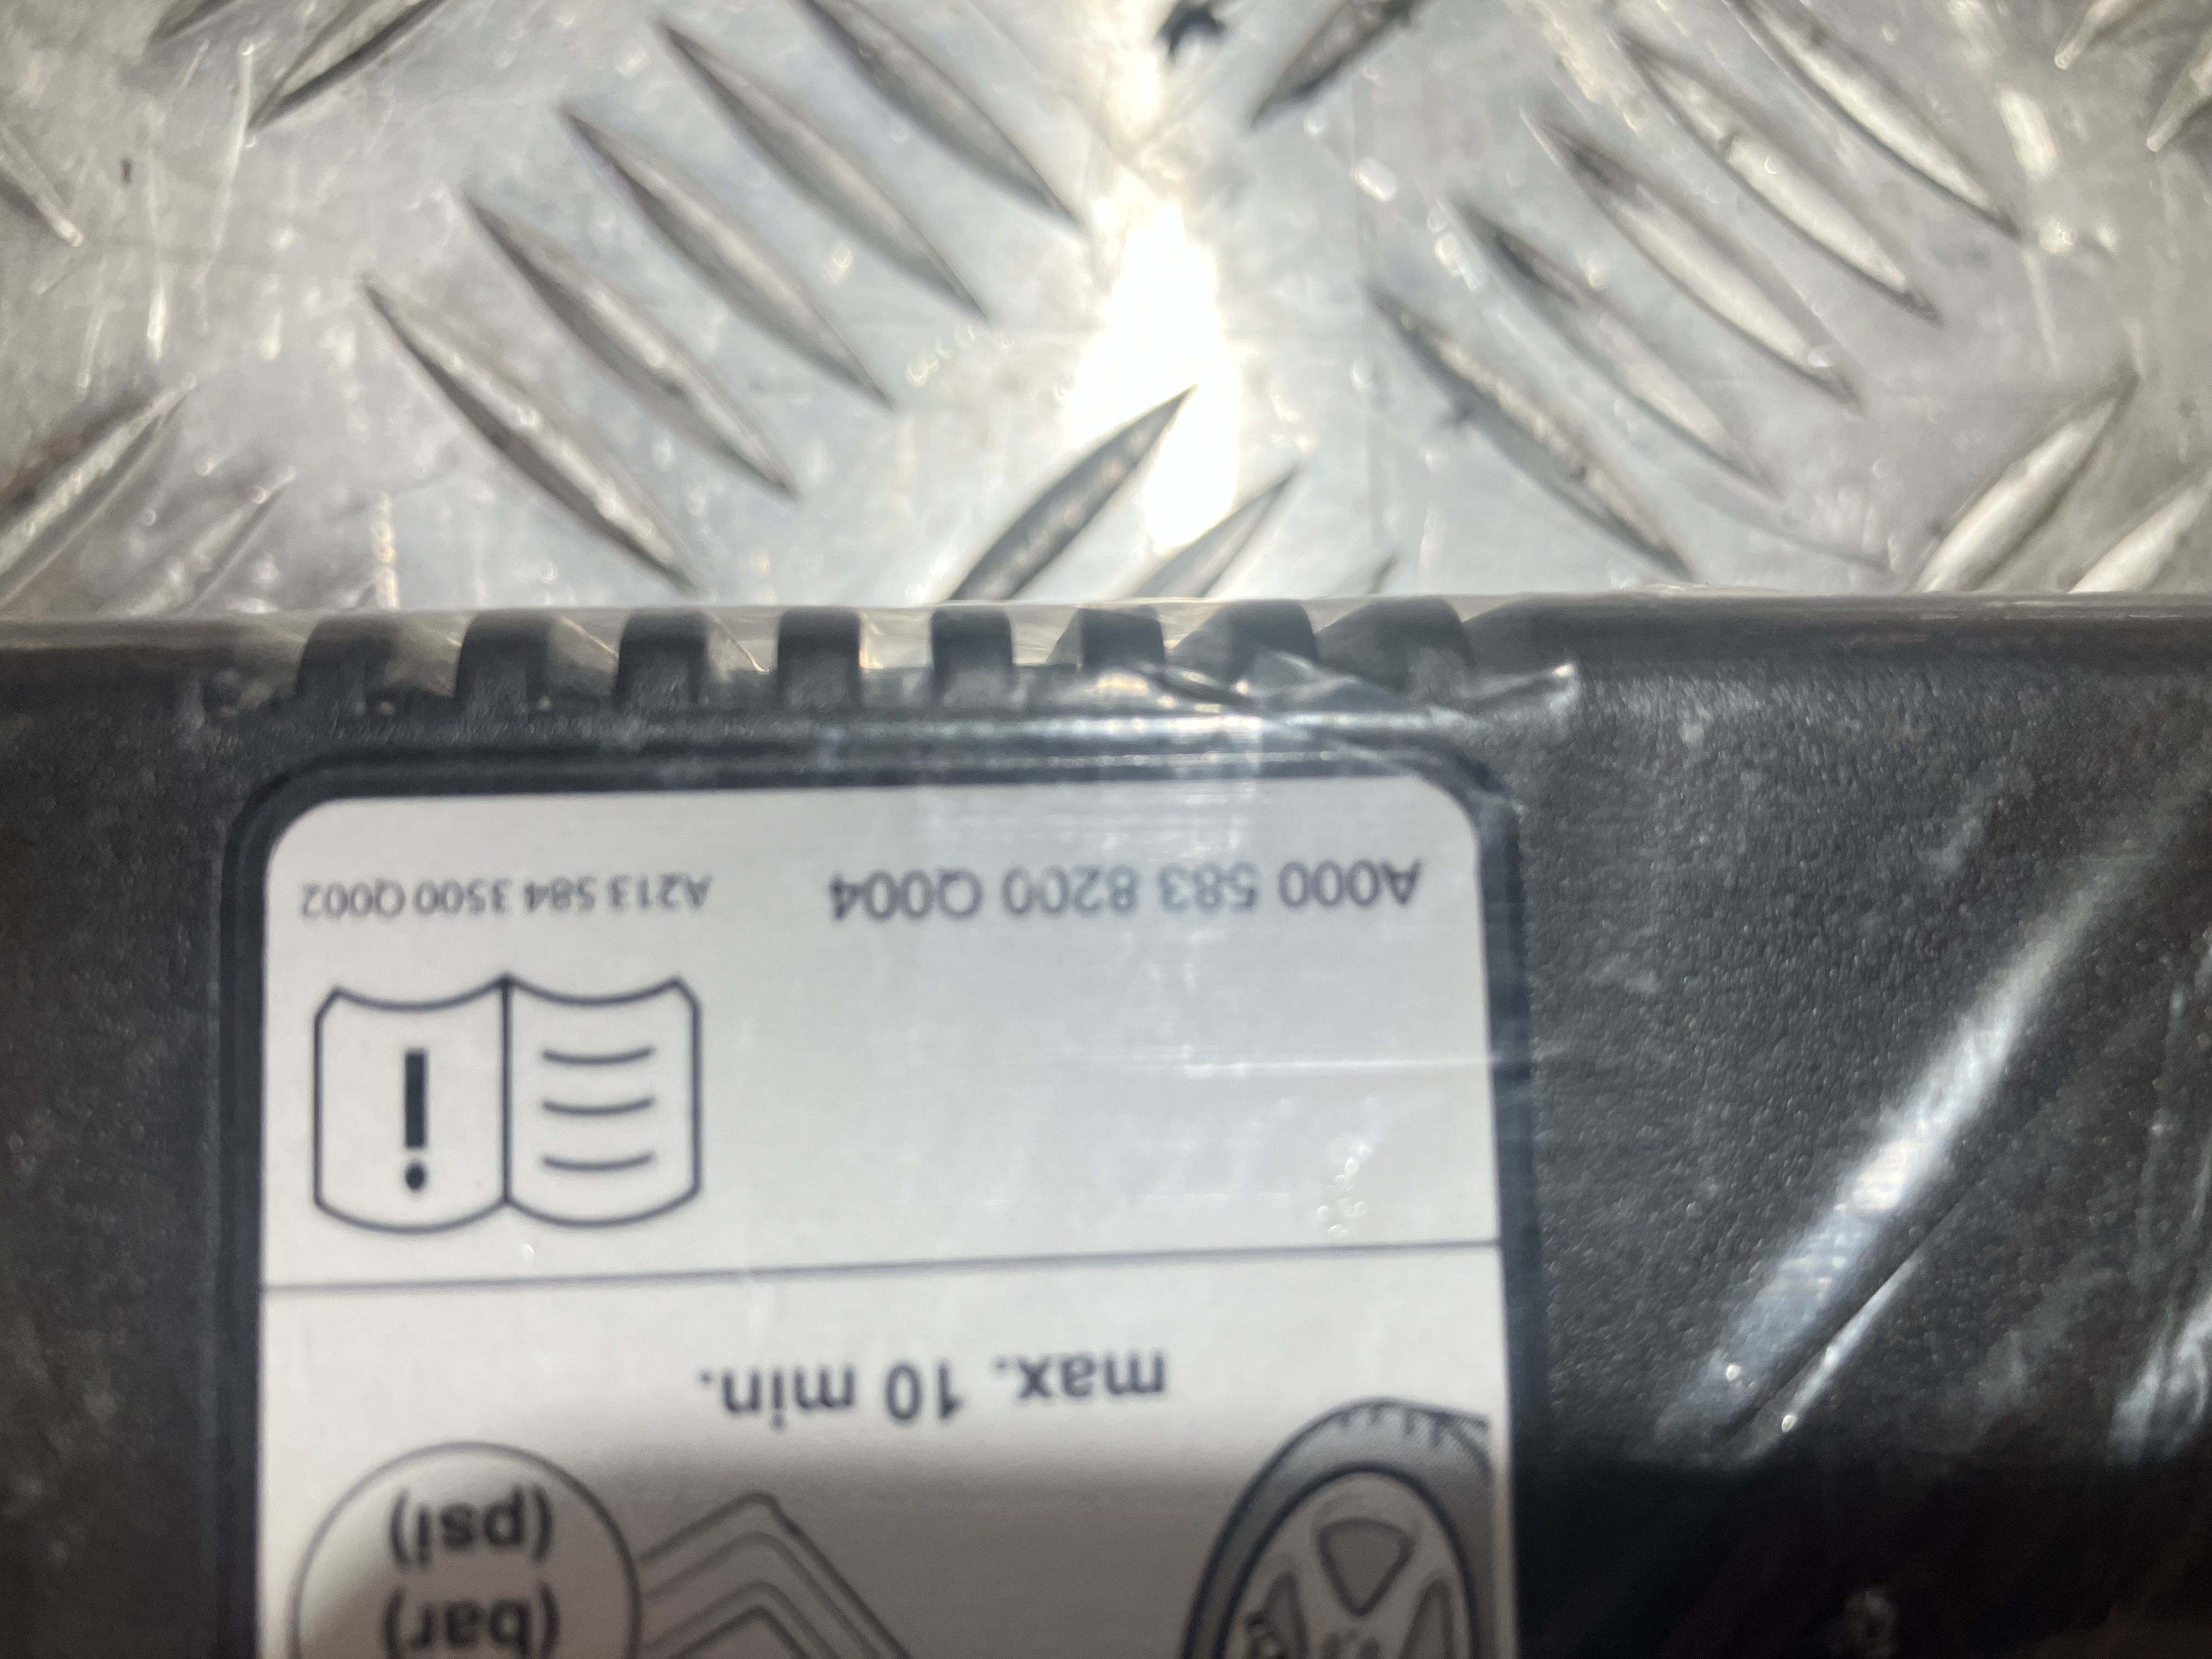 (bar)
(psi)
max. 10 min.
A000 583 8200 Q004
A213 584 3500 Q002